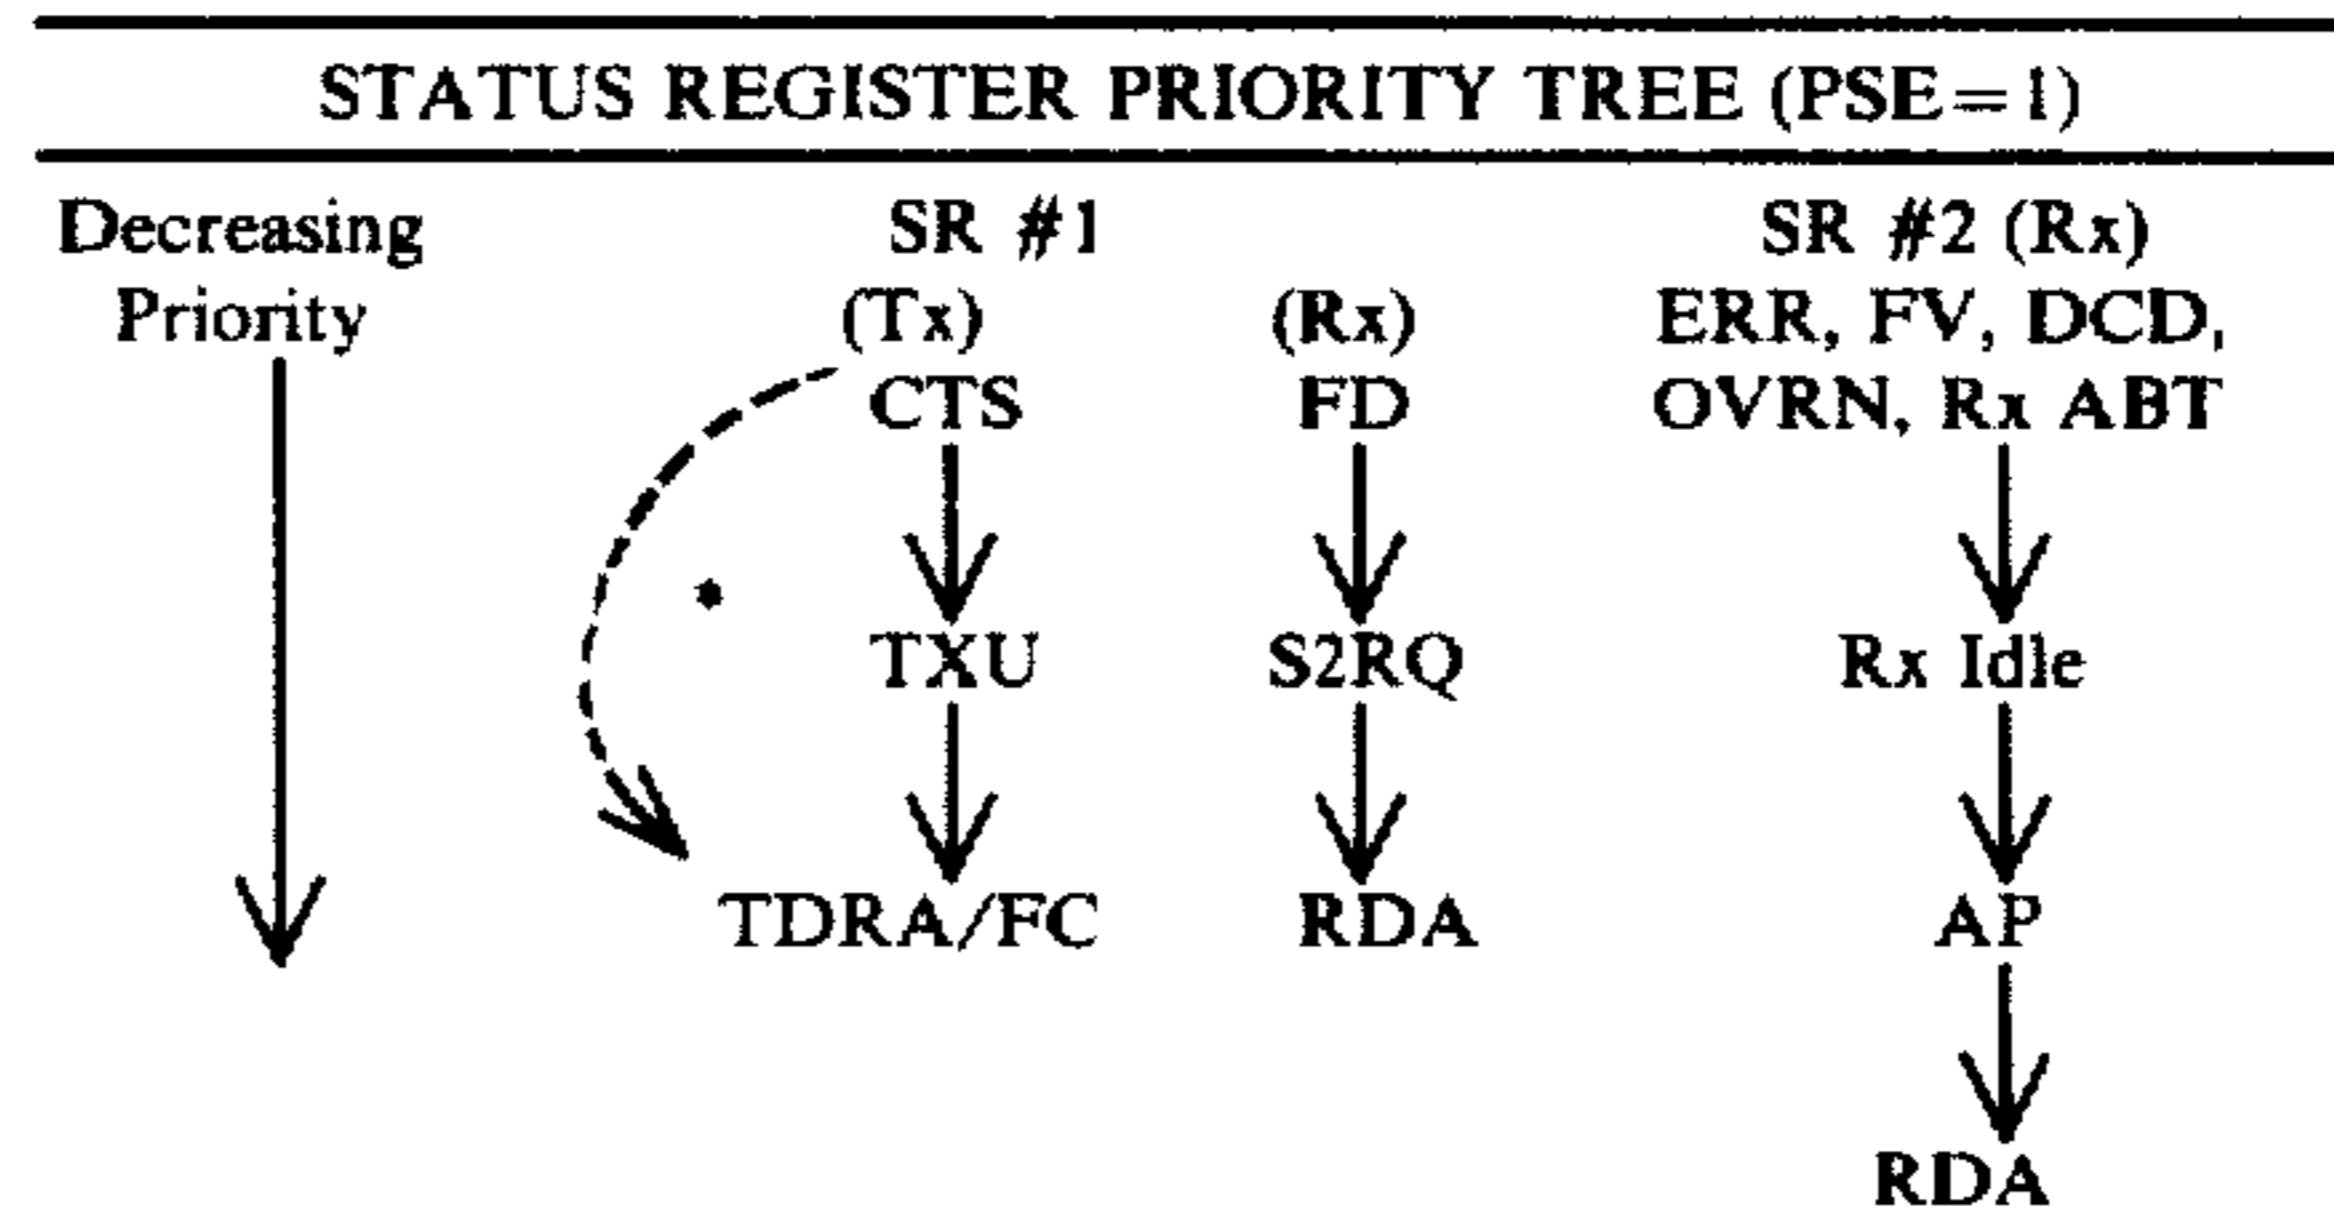 STATUS REGISTER PRIORITY TREE (PSE=1)
Decreasing SR #1 SR #2 (Rx)
Priority (Tx) (Rx) ERR, FV, DCD,
CTS FD OVRN, Rx ABT
*
TXU S2RQ Rx Idle
TDRA/FC RDA AP
RDA